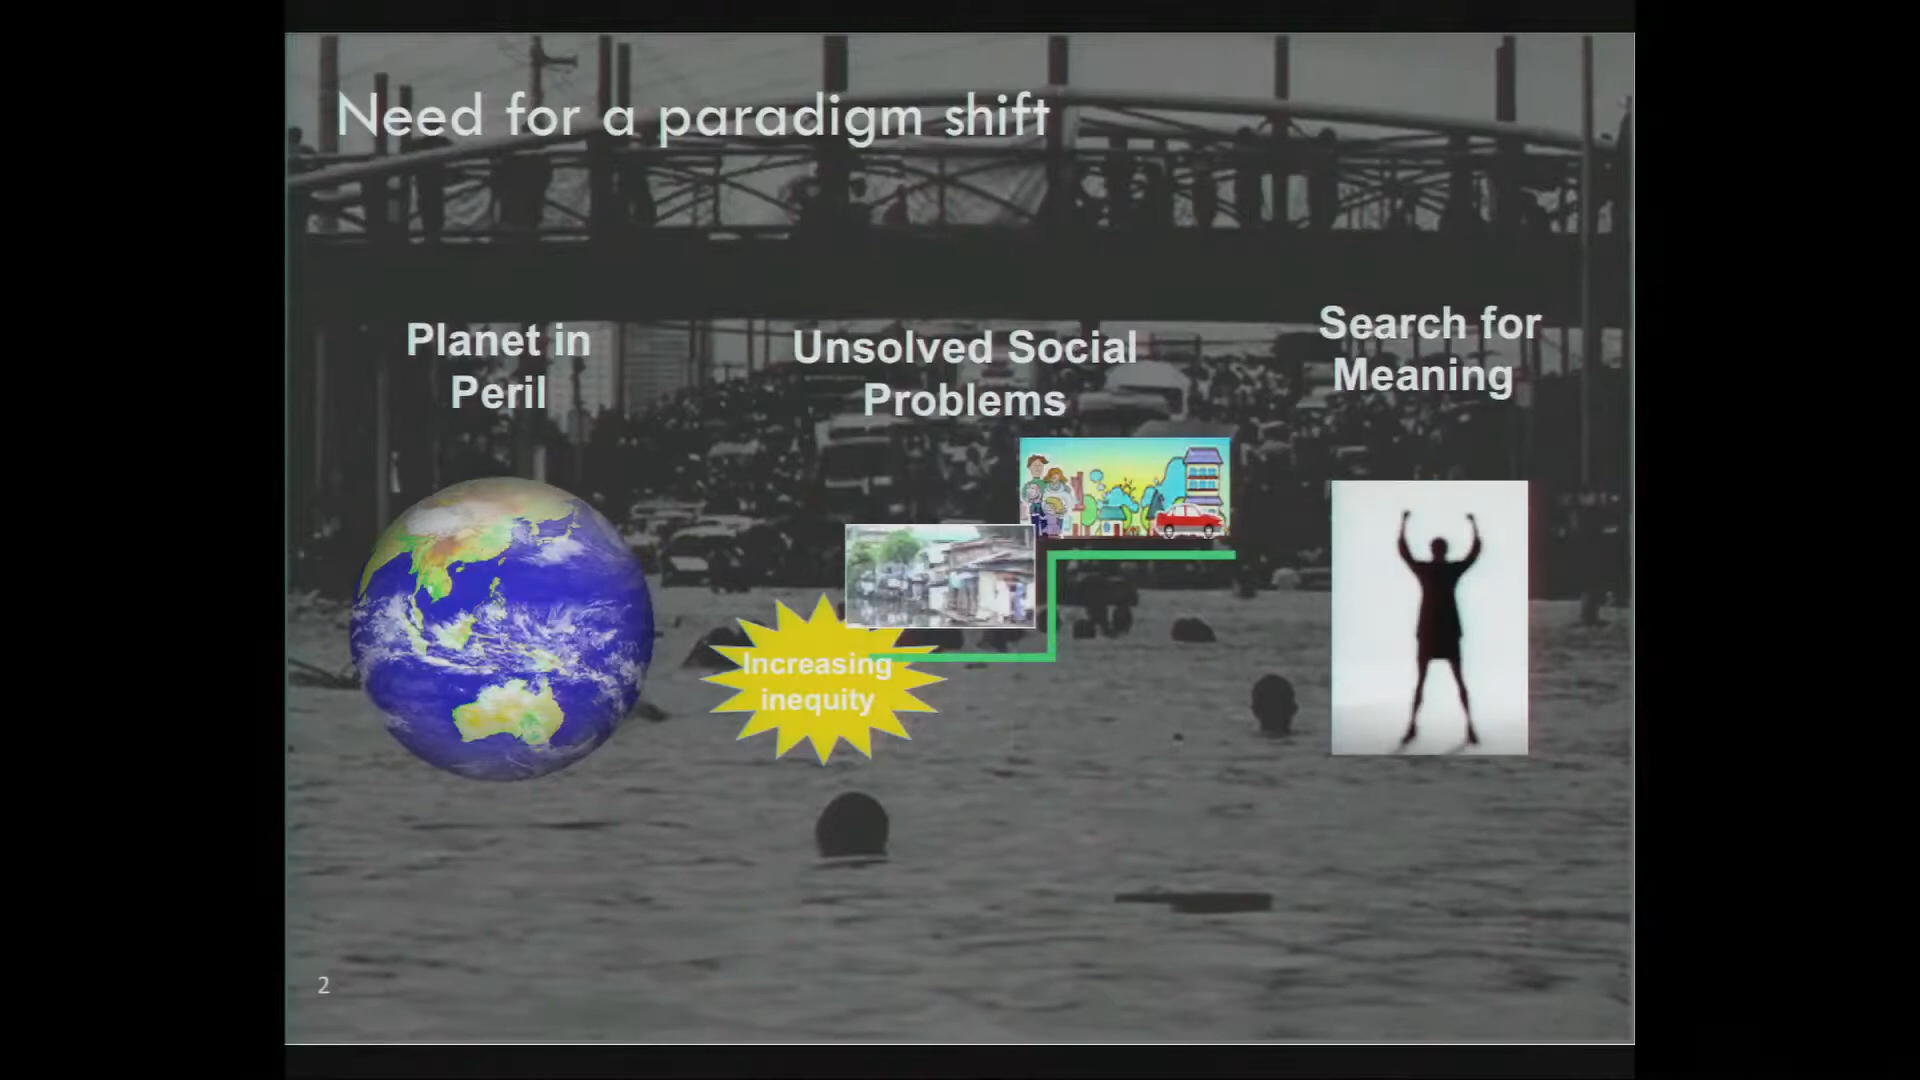 Need for a paradigm shift
Planet in
Peril
Unsolved Social
Problems
Search for
Meaning
Increasing
inequity
2